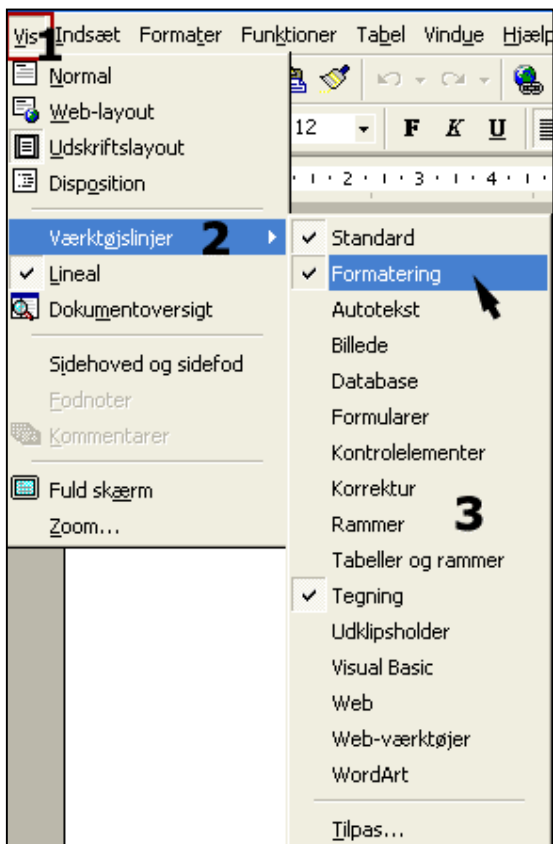 Vis 1 Indsæt Formater Funktioner Tabel Vindue Hjælp
Normal
Web-layout
Udskriftslayout
Disposition
Værktøjslinjer 2
Lineal
Dokumentoversigt
Sidehoved og sidefod
Fodnoter
Kommentarer
Fuld skærm
Zoom...
12 F K U
2 3 4
Standard
Formatering
Autotekst
Billede
Database
Formularer
Kontrolelementer
Korrektur
Rammer 3
Tabeller og rammer
Tegning
Udklipsholder
Visual Basic
Web
Web-værktøjer
WordArt
Tilpas...